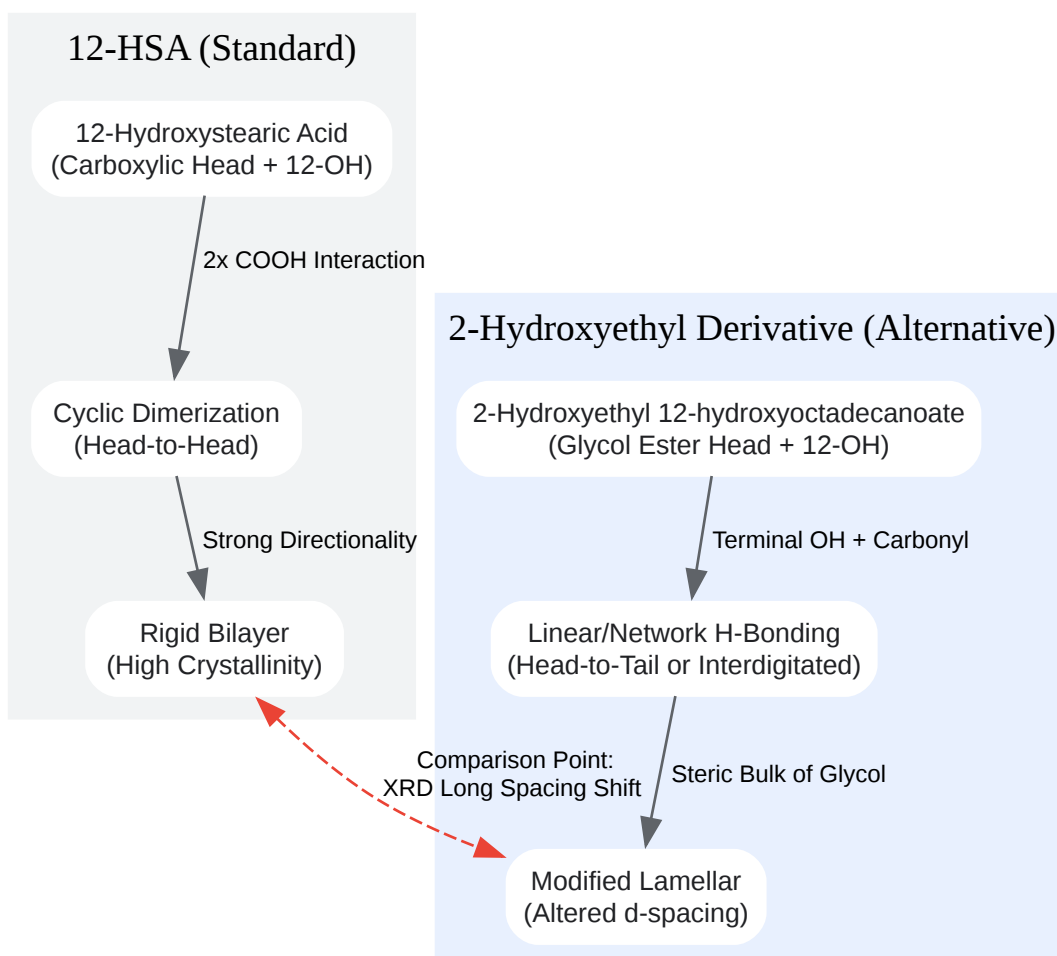 12-HSA (Standard)
12-Hydroxystearic Acid
(Carboxylic Head + 12-OH)
2x COOH Interaction
Cyclic Dimerization
(Head-to-Head)
Strong Directionality
Rigid Bilayer
(High Crystallinity)
2-Hydroxyethyl Derivative (Alternative)
2-Hydroxyethyl 12-hydroxyoctadecanoate
(Glycol Ester Head + 12-OH)
Terminal OH + Carbonyl
Linear/Network H-Bonding
(Head-to-Tail or Interdigitated)
Comparison Point:
XRD Long Spacing Shift
Steric Bulk of Glycol
Modified Lamellar
(Altered d-spacing)